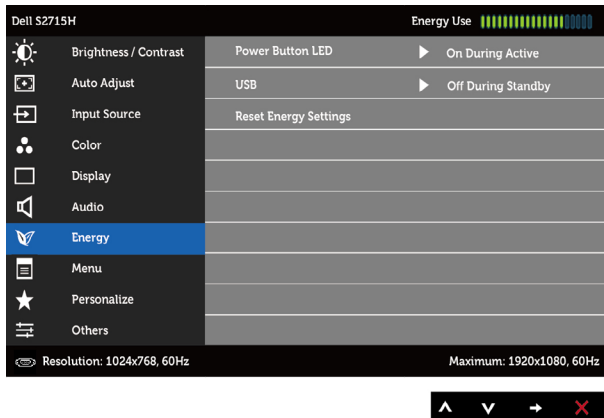 Dell S2715H Energy Use
Brightness / Contrast Power Button LED On During Active
Auto Adjust USB Off During Standby
Input Source Reset Energy Settings
Color
Display
Audio
Energy
Menu
Personalize
Others
Resolution: 1024x768, 60Hz Maximum: 1920x1080, 60Hz